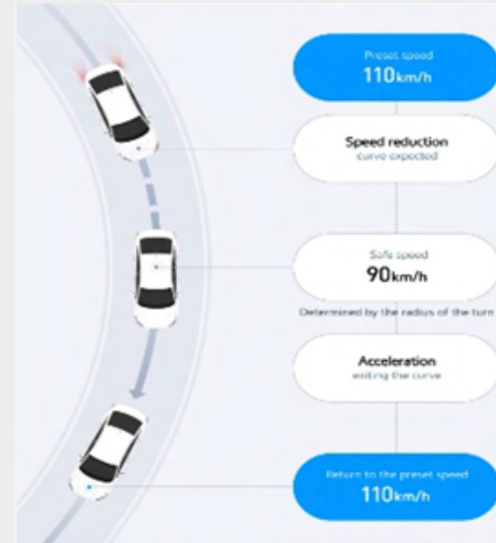 Preset speed
110km/h
Speed reduction
curve expected
Safe speed
90km/h
Determined by the radius of the turn
Acceleration
exiting the curve
Return to the preset speed
110km/h